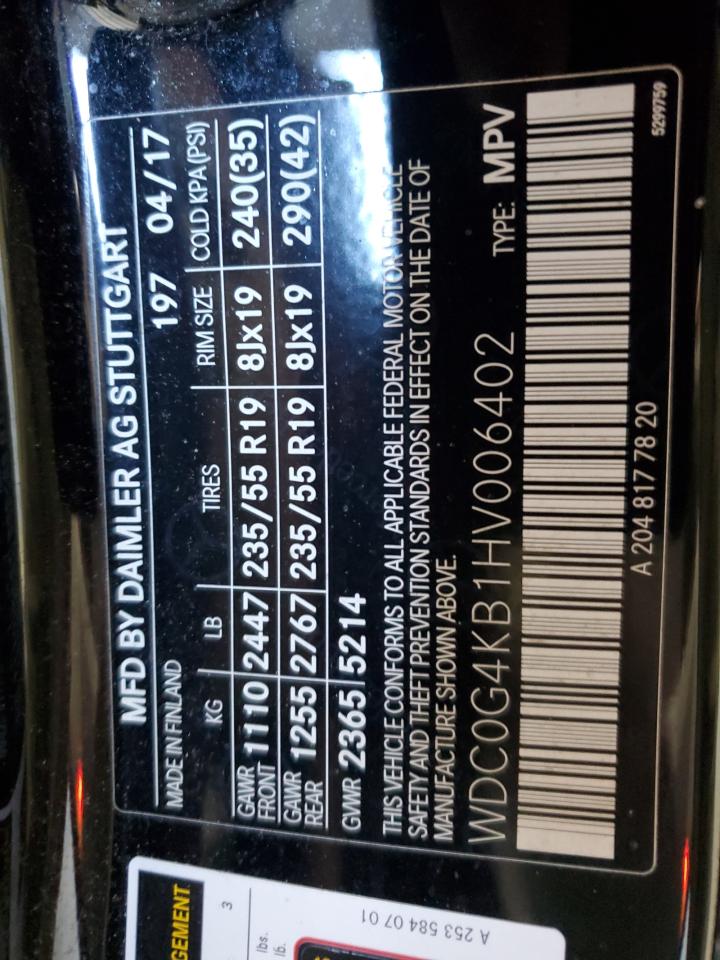 MFD BY DAIMLER AG STUTTGART
MADE IN FINLAND 197 04/17
KG LB TIRES RIM SIZE COLD KPA(PSI)
GAWR FRONT 1110 2447 235/55 R19 8Jx19 240(35)
GAWR REAR 1255 2767 235/55 R19 8Jx19 290(42)
GVWR 2365 5214
THIS VEHICLE CONFORMS TO ALL APPLICABLE FEDERAL MOTOR VEHICLE
SAFETY AND THEFT PREVENTION STANDARDS IN EFFECT ON THE DATE OF
MANUFACTURE SHOWN ABOVE.
WDC0G4KB1HV006402 TYPE: MPV
A 204 817 78 20
5299759
GEMENT
3
lbs.
lb.
A 253 584 07 01